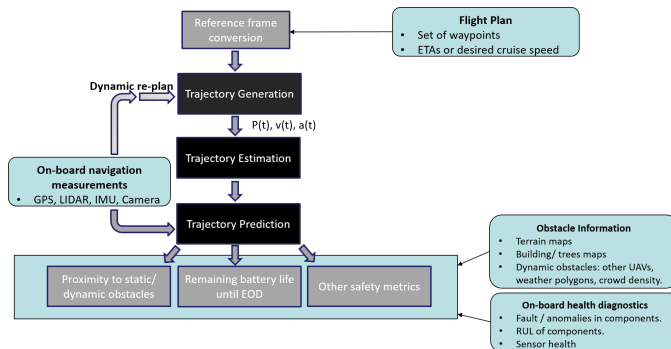 Reference frame
conversion
Flight Plan
• Set of waypoints
• ETAs or desired cruise speed
Dynamic re-plan
Trajectory Generation
P(t), v(t), a(t)
Trajectory Estimation
On-board navigation
measurements
• GPS, LIDAR, IMU, Camera
Trajectory Prediction
Proximity to static/
dynamic obstacles
Remaining battery life
until EOD
Other safety metrics
Obstacle Information
• Terrain maps
• Building/ trees maps
• Dynamic obstacles: other UAVs,
weather polygons, crowd density.
On-board health diagnostics
• Fault / anomalies in components.
• RUL of components.
• Sensor health